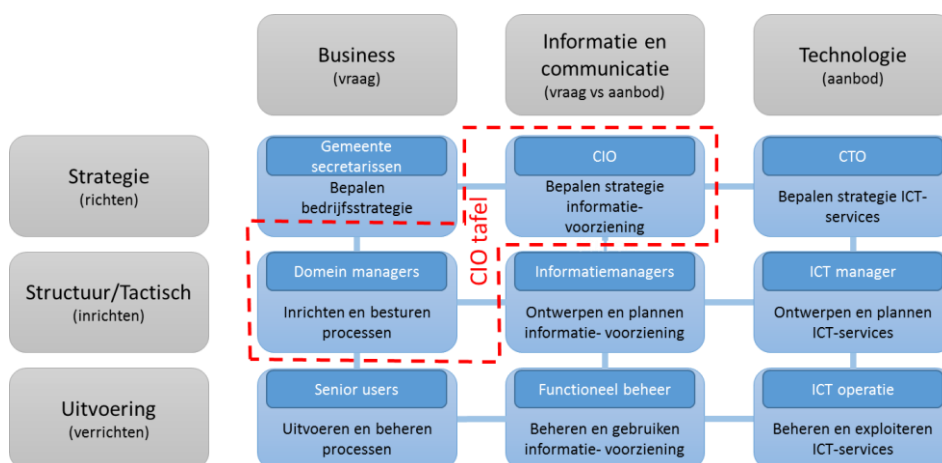 Business
(vraag)
Informatie en
communicatie
(vraag vs aanbod)
Technologie
(aanbod)
Strategie
(richten)
Gemeente
secretarissen
Bepalen
bedrijfsstrategie
CIO
Bepalen strategie
informatie-
voorziening
CTO
Bepalen strategie ICT-
services
CIO tafel
Structuur/Tactisch
(inrichten)
Domein managers
Inrichten en besturen
processen
Informatiemanagers
Ontwerpen en plannen
informatie- voorziening
ICT manager
Ontwerpen en plannen
ICT-services
Uitvoering
(verrichten)
Senior users
Uitvoeren en beheren
processen
Functioneel beheer
Beheren en gebruiken
informatie- voorziening
ICT operatie
Beheren en exploiteren
ICT-services